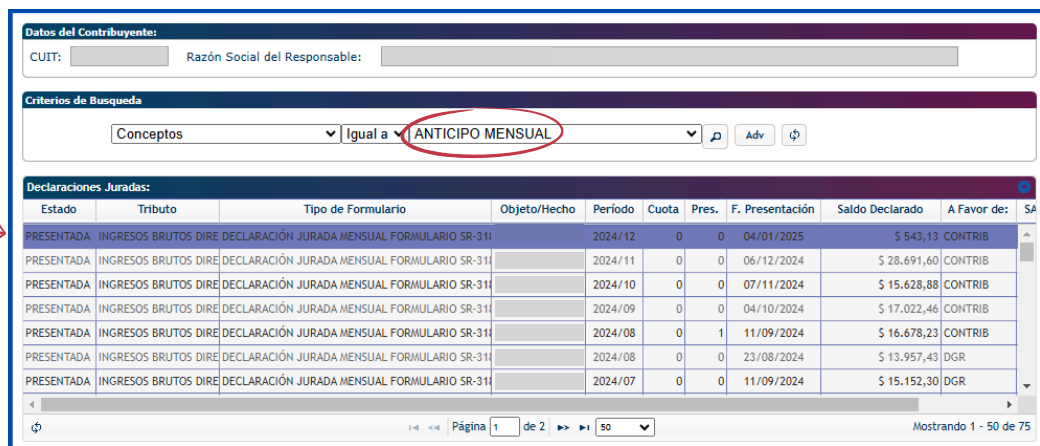 Datos del Contribuyente:
CUIT: Razón Social del Responsable:
Criterios de Busqueda
Conceptos Igual a ANTICIPO MENSUAL Adv
Declaraciones Juradas:
Estado Tributo Tipo de Formulario Objeto/Hecho Período Cuota Pres. F. Presentación Saldo Declarado A Favor de: SA
PRESENTADA INGRESOS BRUTOS DIRE DECLARACIÓN JURADA MENSUAL FORMULARIO SR-318 2024/12 0 0 04/01/2025 $ 543,13 CONTRIB
PRESENTADA INGRESOS BRUTOS DIRE DECLARACIÓN JURADA MENSUAL FORMULARIO SR-318 2024/11 0 0 06/12/2024 $ 28.691,60 CONTRIB
PRESENTADA INGRESOS BRUTOS DIRE DECLARACIÓN JURADA MENSUAL FORMULARIO SR-318 2024/10 0 0 07/11/2024 $ 15.628,88 CONTRIB
PRESENTADA INGRESOS BRUTOS DIRE DECLARACIÓN JURADA MENSUAL FORMULARIO SR-318 2024/09 0 0 04/10/2024 $ 17.022,46 CONTRIB
PRESENTADA INGRESOS BRUTOS DIRE DECLARACIÓN JURADA MENSUAL FORMULARIO SR-318 2024/08 0 1 11/09/2024 $ 16.678,23 CONTRIB
PRESENTADA INGRESOS BRUTOS DIRE DECLARACIÓN JURADA MENSUAL FORMULARIO SR-318 2024/08 0 0 23/08/2024 $ 13.957,43 DGR
PRESENTADA INGRESOS BRUTOS DIRE DECLARACIÓN JURADA MENSUAL FORMULARIO SR-318 2024/07 0 0 11/09/2024 $ 15.152,30 DGR
Página 1 de 2 50 Mostrando 1 - 50 de 75